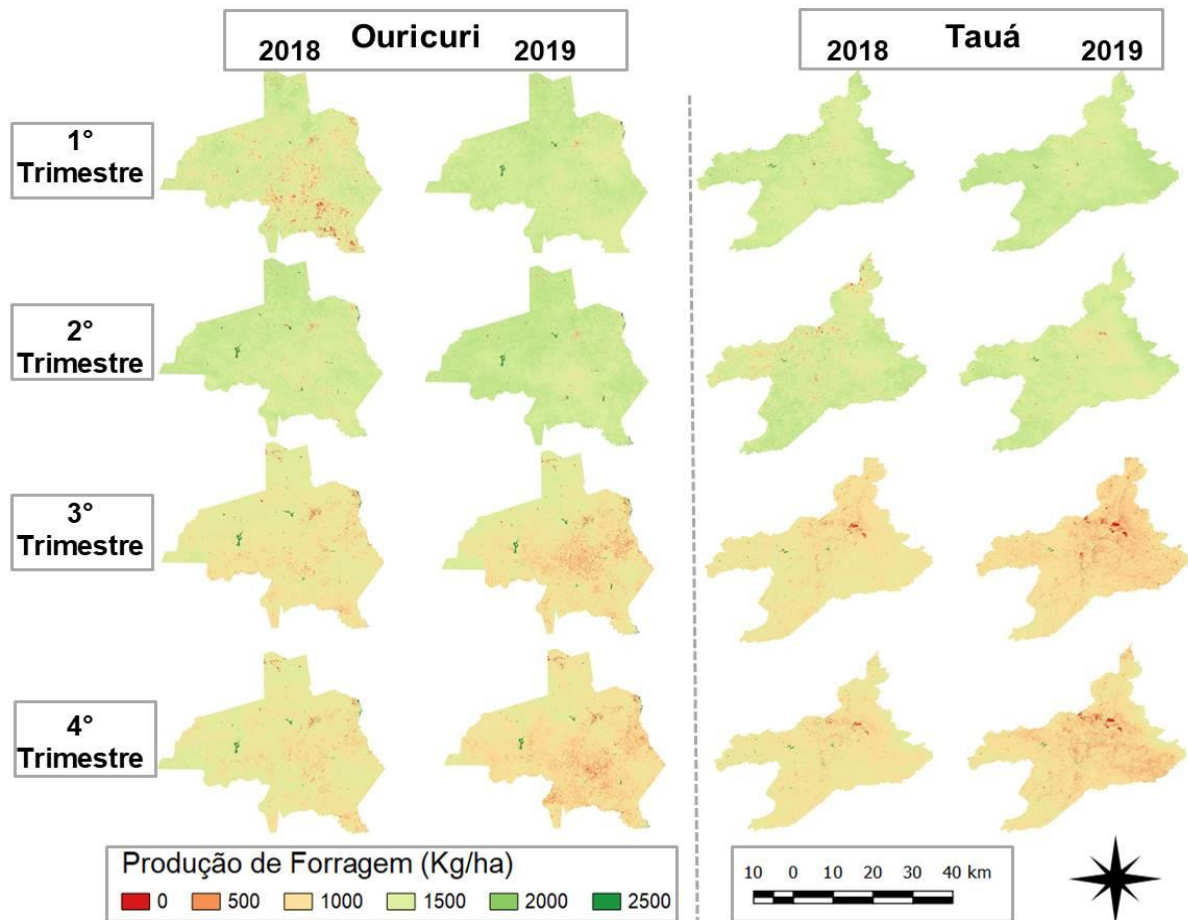 Ouricuri
2018 2019
Tauá
2018 2019
1°
Trimestre
2°
Trimestre
3°
Trimestre
4°
Trimestre
Produção de Forragem (Kg/ha)
0 500 1000 1500 2000 2500
10 0 10 20 30 40 km